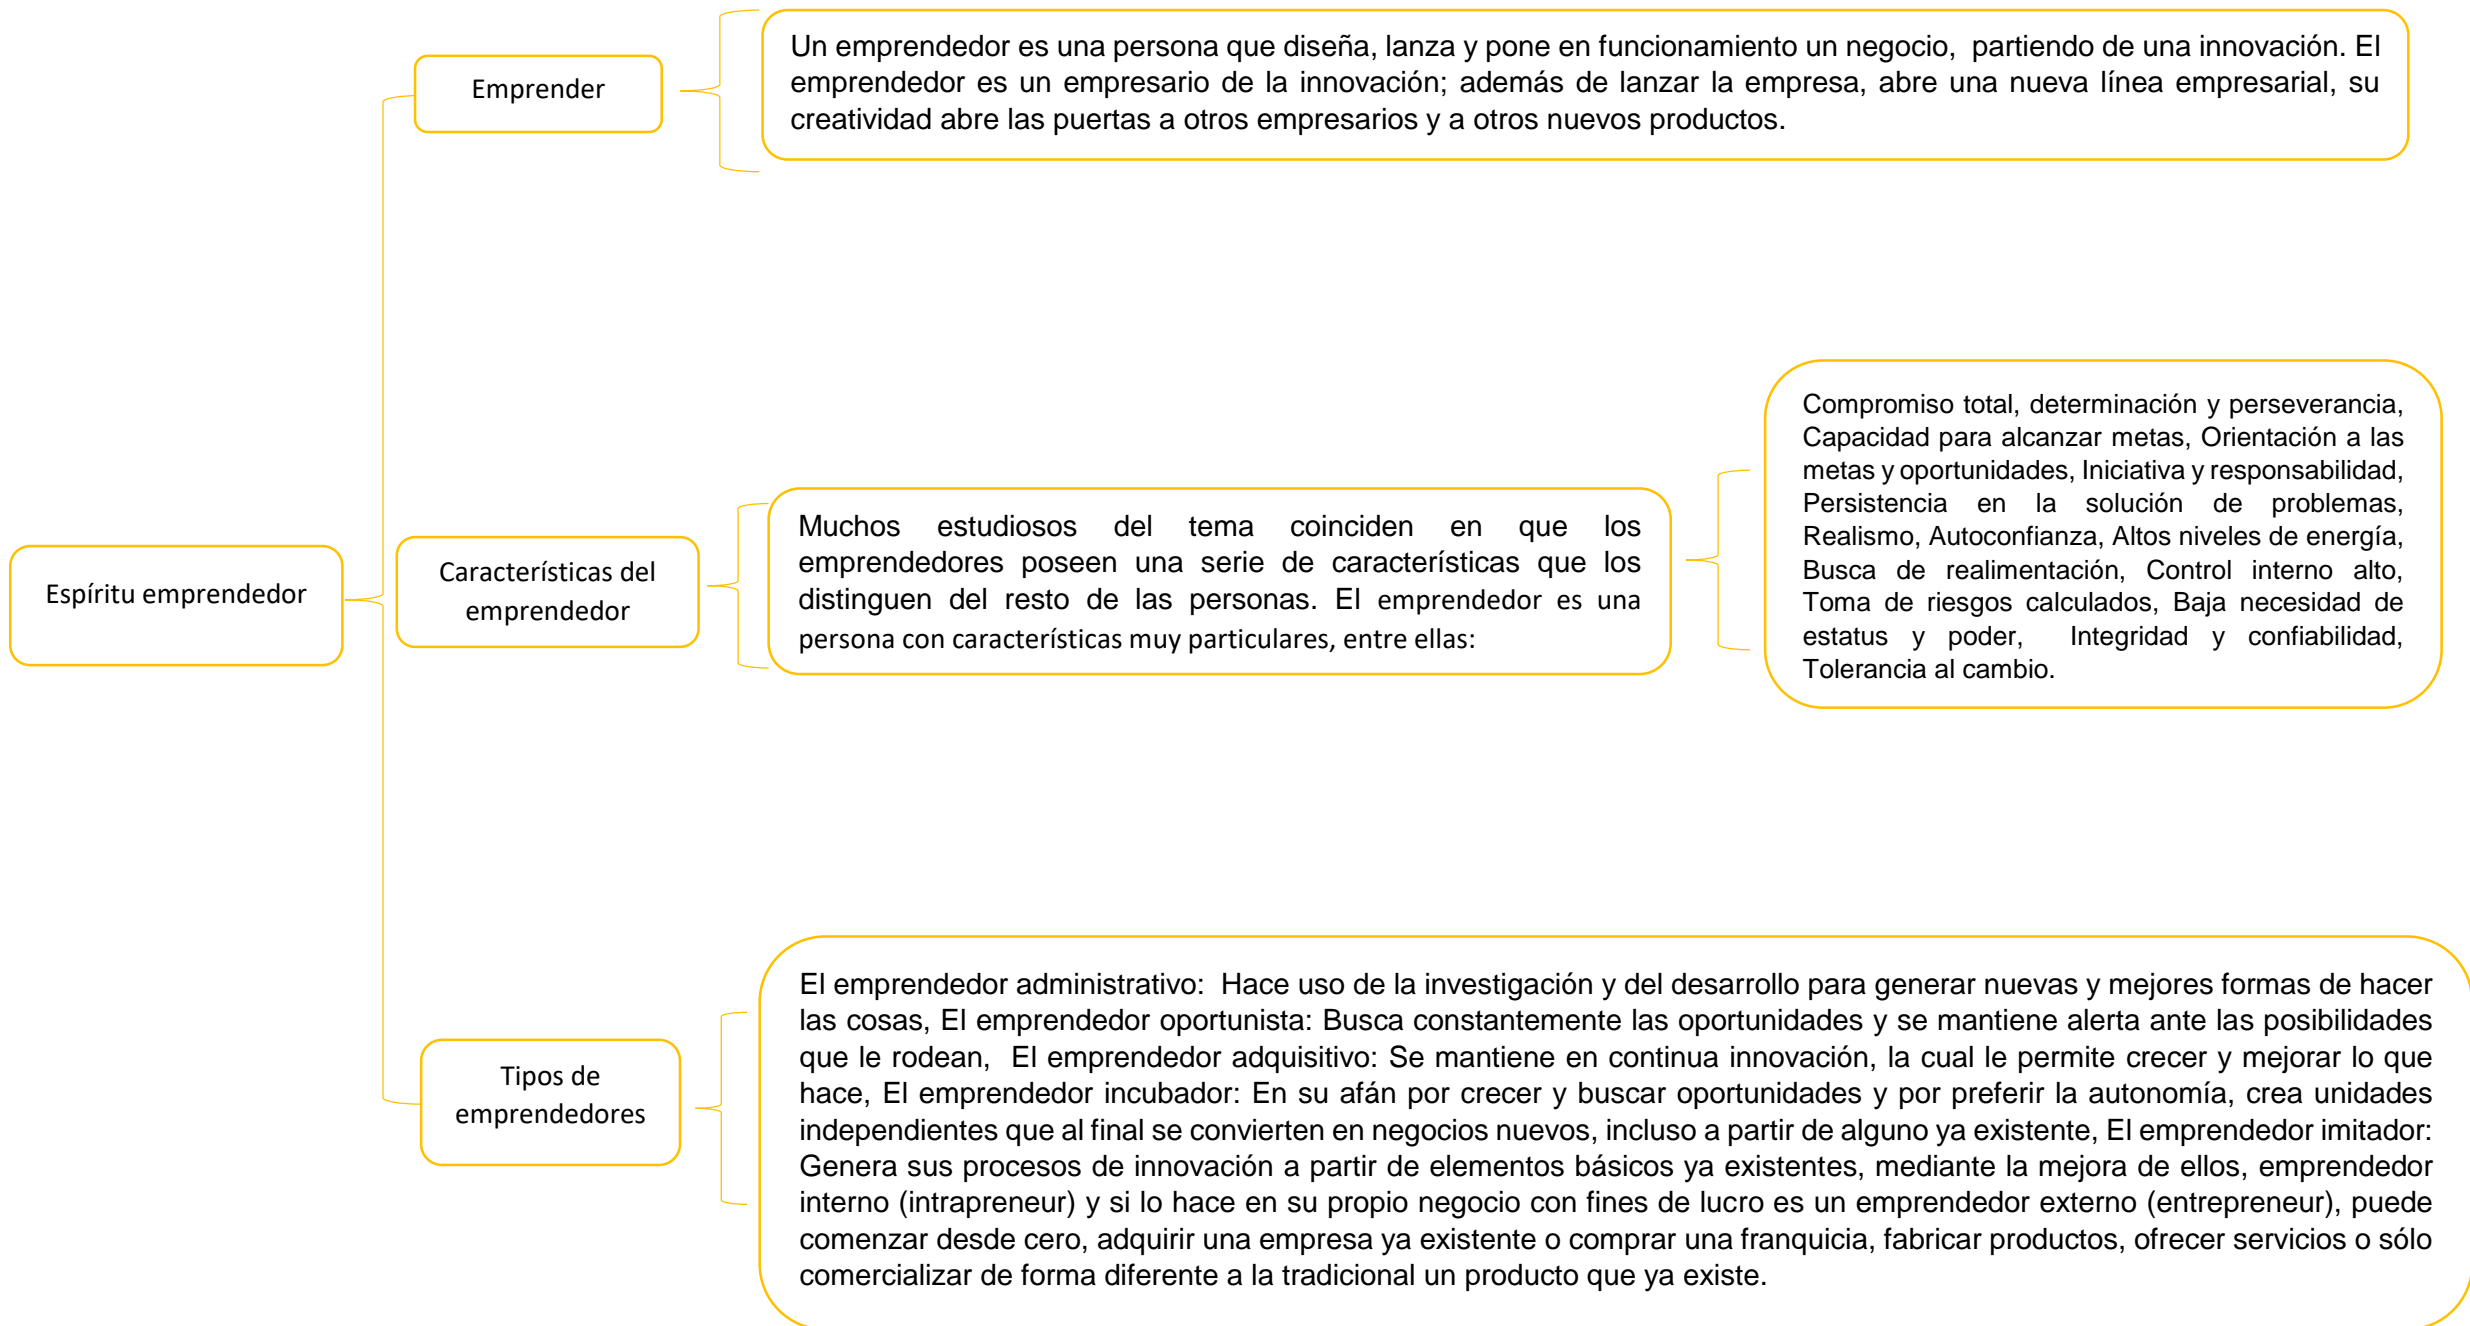 Espíritu emprendedor
Emprender
Un emprendedor es una persona que diseña, lanza y pone en funcionamiento un negocio, partiendo de una innovación. El
emprendedor es un empresario de la innovación; además de lanzar la empresa, abre una nueva línea empresarial, su
creatividad abre las puertas a otros empresarios y a otros nuevos productos.
Características del
emprendedor
Muchos estudiosos del tema coinciden en que los
emprendedores poseen una serie de características que los
distinguen del resto de las personas. El emprendedor es una
persona con características muy particulares, entre ellas:
Compromiso total, determinación y perseverancia,
Capacidad para alcanzar metas, Orientación a las
metas y oportunidades, Iniciativa y responsabilidad,
Persistencia en la solución de problemas,
Realismo, Autoconfianza, Altos niveles de energía,
Busca de realimentación, Control interno alto,
Toma de riesgos calculados, Baja necesidad de
estatus y poder, Integridad y confiabilidad,
Tolerancia al cambio.
Tipos de
emprendedores
El emprendedor administrativo: Hace uso de la investigación y del desarrollo para generar nuevas y mejores formas de hacer
las cosas, El emprendedor oportunista: Busca constantemente las oportunidades y se mantiene alerta ante las posibilidades
que le rodean, El emprendedor adquisitivo: Se mantiene en continua innovación, la cual le permite crecer y mejorar lo que
hace, El emprendedor incubador: En su afán por crecer y buscar oportunidades y por preferir la autonomía, crea unidades
independientes que al final se convierten en negocios nuevos, incluso a partir de alguno ya existente, El emprendedor imitador:
Genera sus procesos de innovación a partir de elementos básicos ya existentes, mediante la mejora de ellos, emprendedor
interno (intrapreneur) y si lo hace en su propio negocio con fines de lucro es un emprendedor externo (entrepreneur), puede
comenzar desde cero, adquirir una empresa ya existente o comprar una franquicia, fabricar productos, ofrecer servicios o sólo
comercializar de forma diferente a la tradicional un producto que ya existe.